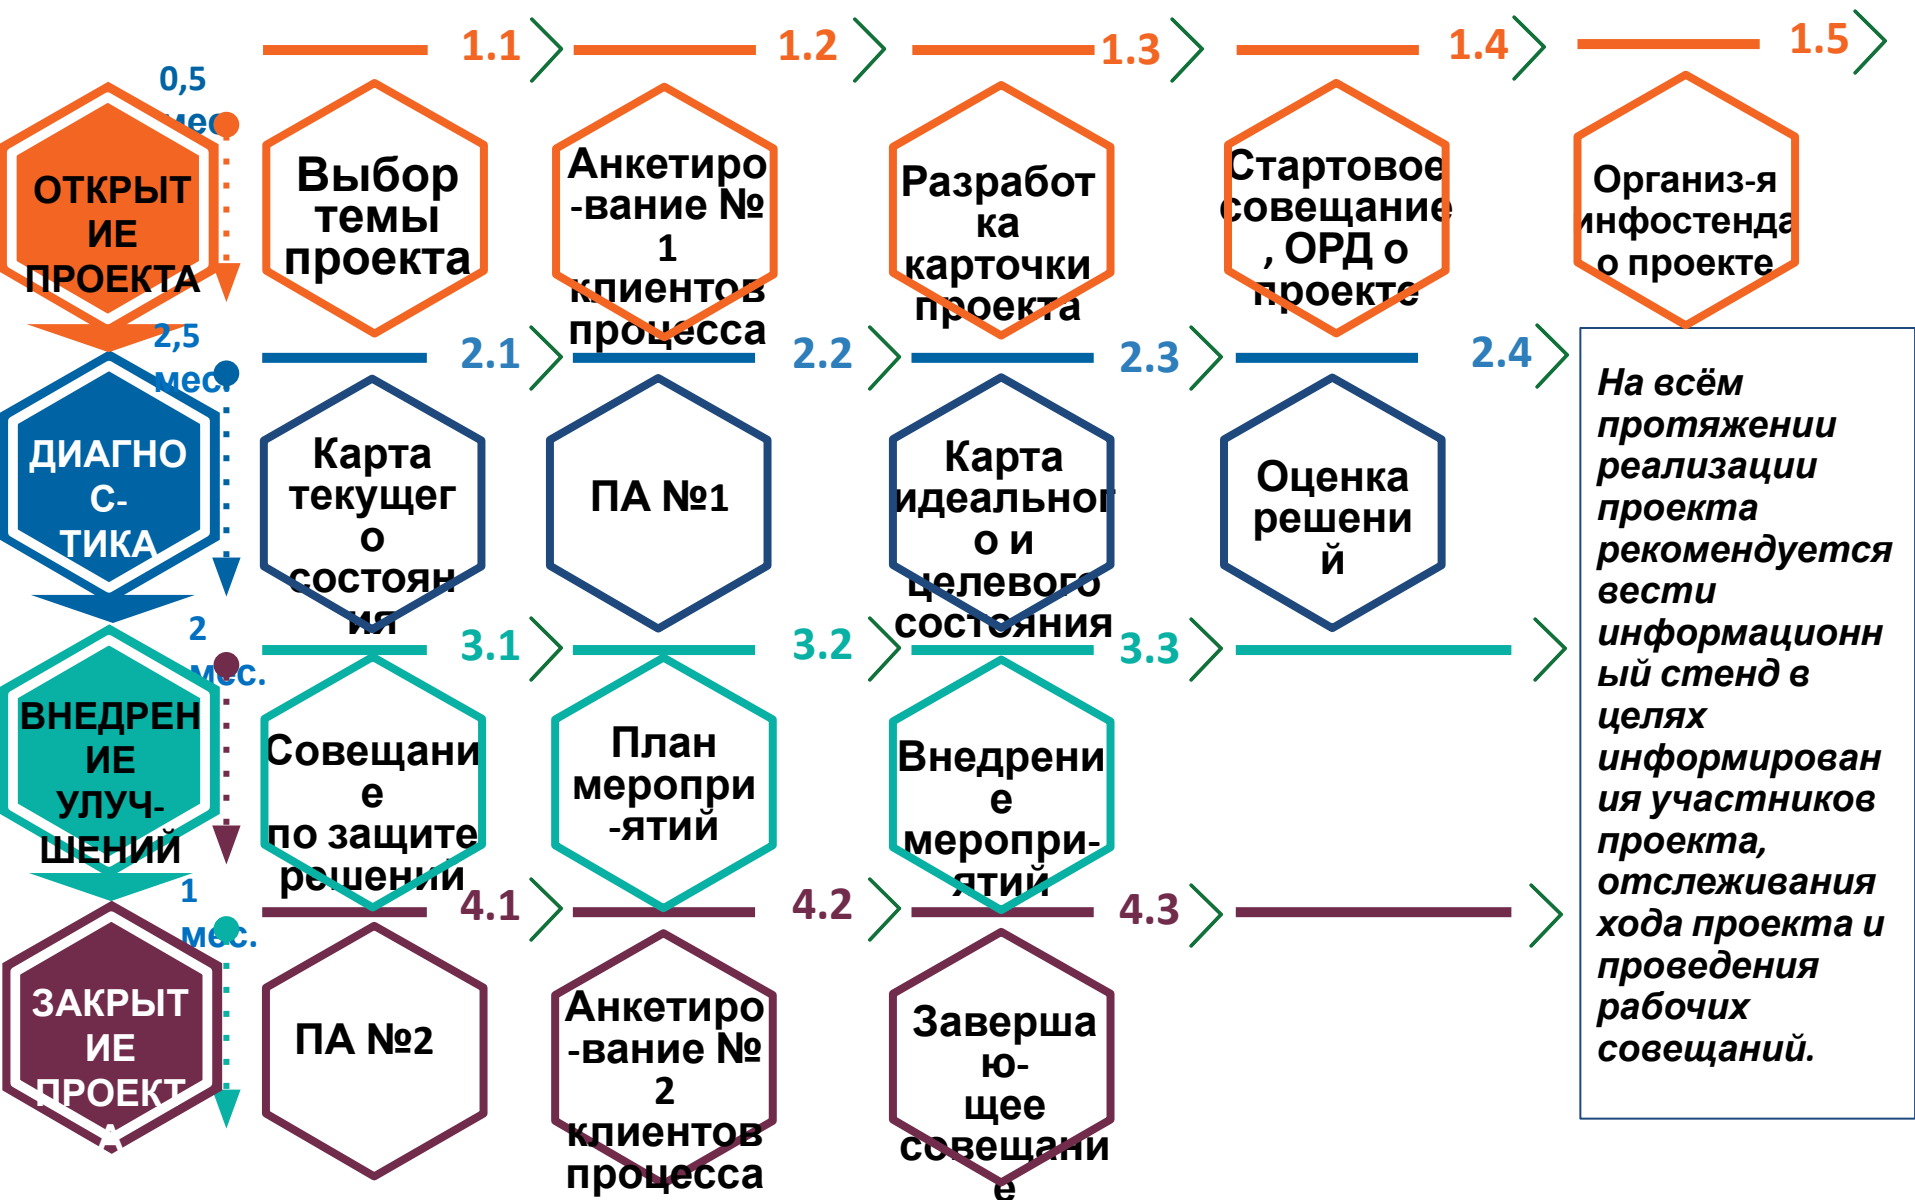 1.1
1.2
1.3
1.4
1.5
0,5
мес
ОТКРЫТ
ИЕ
ПРОЕКТА
Выбор
темы
проекта
Анкетиро
-вание №
1
клиентов
процесса
Разработ
ка
карточки
проекта
Стартовое
совещание
, ОРД о
проекте
Организ-я
инфостенда
о проекте
2.1
2.2
2.3
2.4
2,5
мес.
ДИАГНО
С-
ТИКА
Карта
текущег
о
состоян
ия
ПА №1
Карта
идеальног
о и
целевого
состояния
Оценка
решени
й
3.1
3.2
3.3
2
мес.
ВНЕДРЕН
ИЕ
УЛУЧ-
ШЕНИЙ
Совещани
е
по защите
решений
План
меропри
-ятий
Внедрени
е
меропри-
ятий
4.1
4.2
4.3
1
мес.
ЗАКРЫТ
ИЕ
ПРОЕКТ
А
ПА №2
Анкетиро
-вание №
2
клиентов
процесса
Заверша
ю-
щее
совещани
е
На всём
протяжении
реализации
проекта
рекомендуется
вести
информационн
ый стенд в
целях
информирован
ия участников
проекта,
отслеживания
хода проекта и
проведения
рабочих
совещаний.